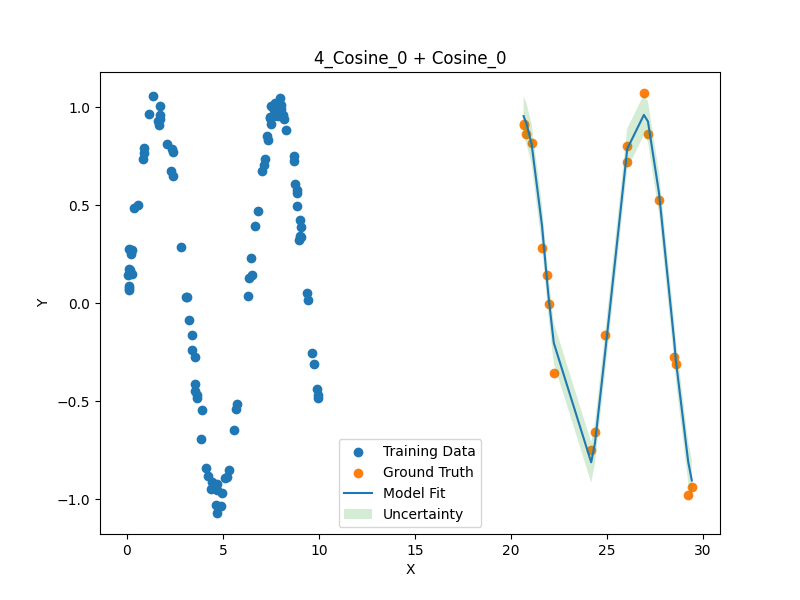 4_Cosine_0 + Cosine_0
1.0
0.5
0.0
−0.5
−1.0
Y
Training Data
Ground Truth
Model Fit
Uncertainty
0
5
10
15
20
25
30
X